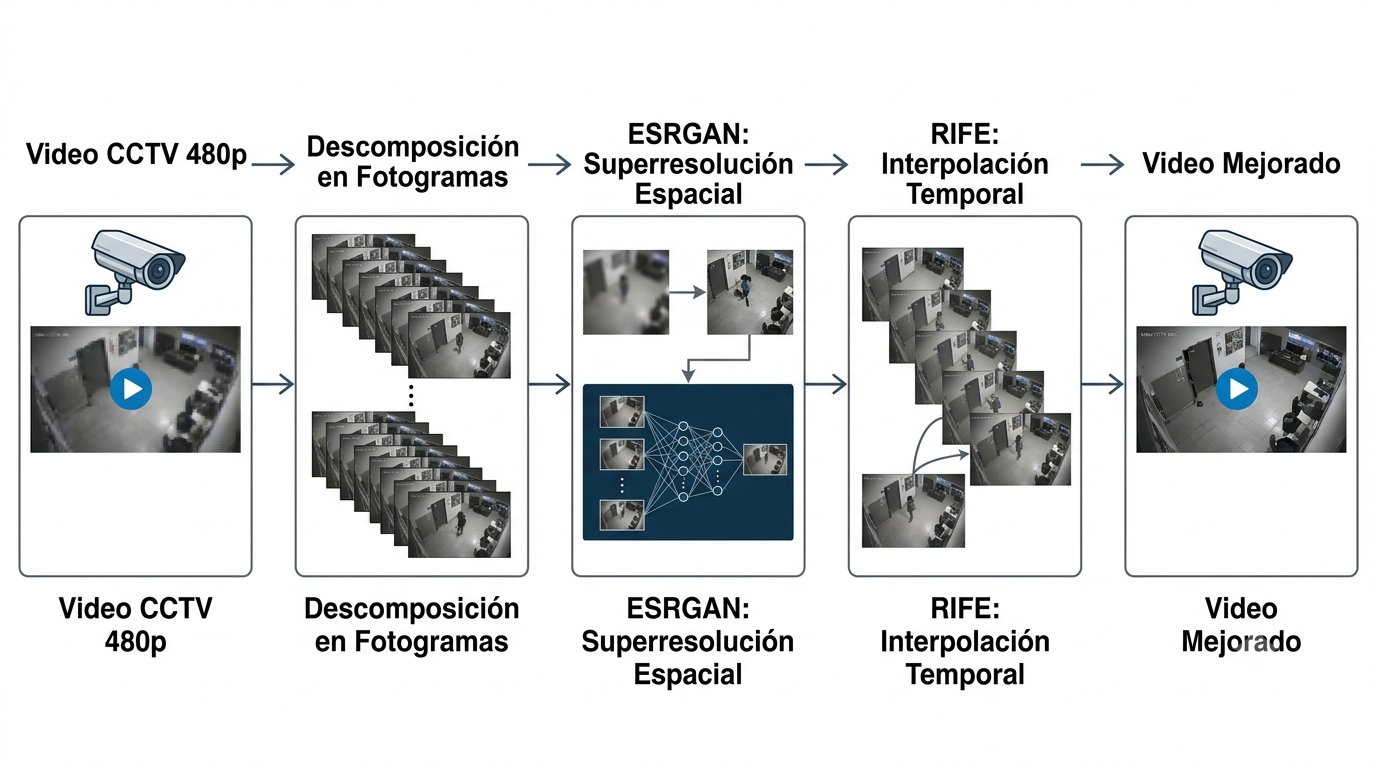 Video CCTV 480p
Descomposición
en Fotogramas
ESRGAN:
Superresolución
Espacial
RIFE:
Interpolación
Temporal
Video Mejorado
Video CCTV
480p
Descomposición
en Fotogramas
ESRGAN:
Superresolución
Espacial
RIFE:
Interpolación
Temporal
Video
Mejorado